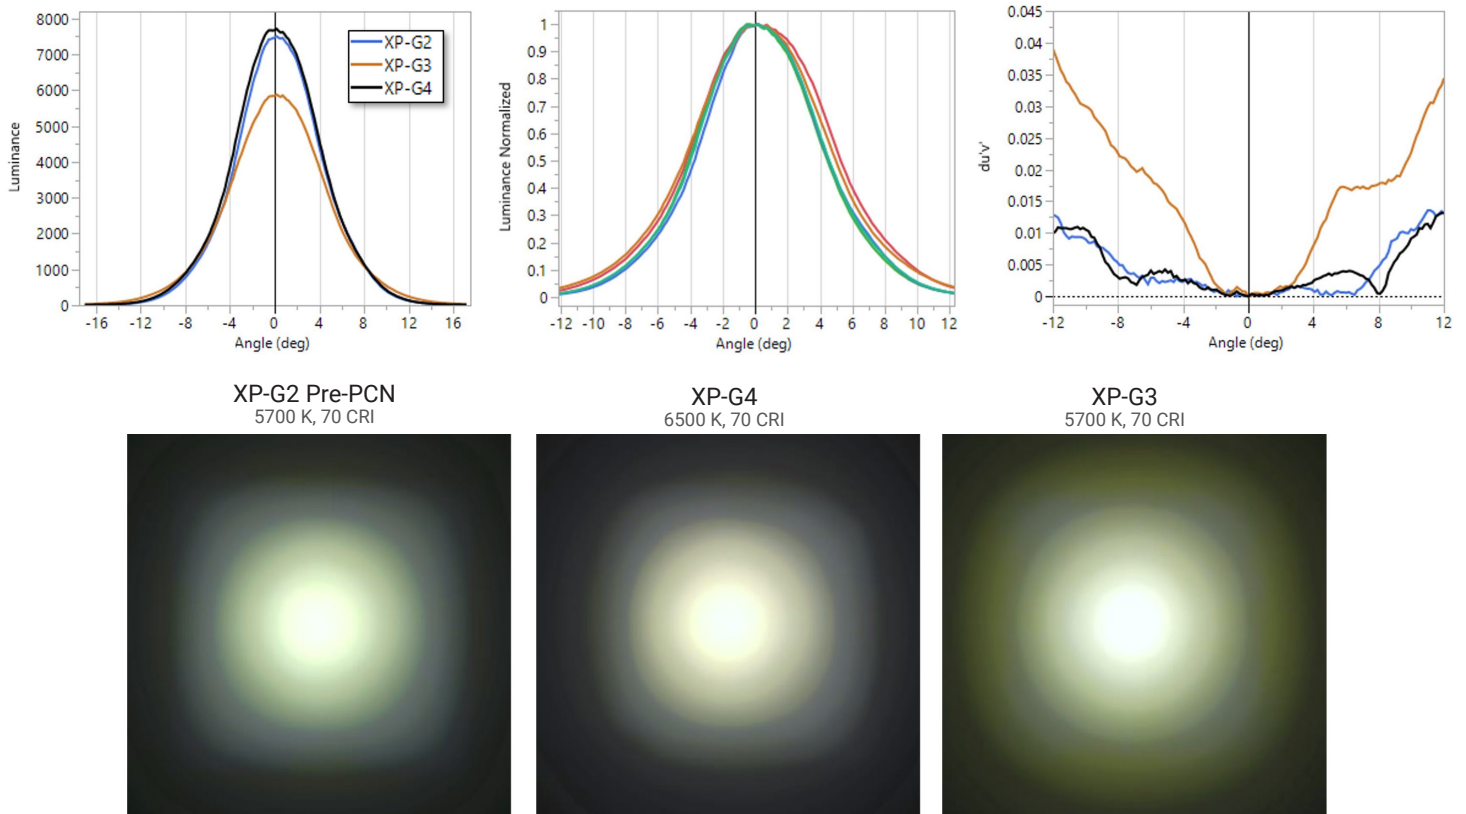 Luminance
8000
7000
6000
5000
4000
3000
2000
1000
0
XP-G2
XP-G3
XP-G4
-16 -12 -8 -4 0 4 8 12 16
Angle (deg)
Luminance Normalized
1
0.9
0.8
0.7
0.6
0.5
0.4
0.3
0.2
0.1
0
-12 -10 -8 -6 -4 -2 0 2 4 6 8 10 12
Angle (deg)
du'v'
0.045
0.04
0.035
0.03
0.025
0.02
0.015
0.01
0.005
0
-12 -8 -4 0 4 8 12
Angle (deg)
XP-G2 Pre-PCN
5700 K, 70 CRI
XP-G4
6500 K, 70 CRI
XP-G3
5700 K, 70 CRI